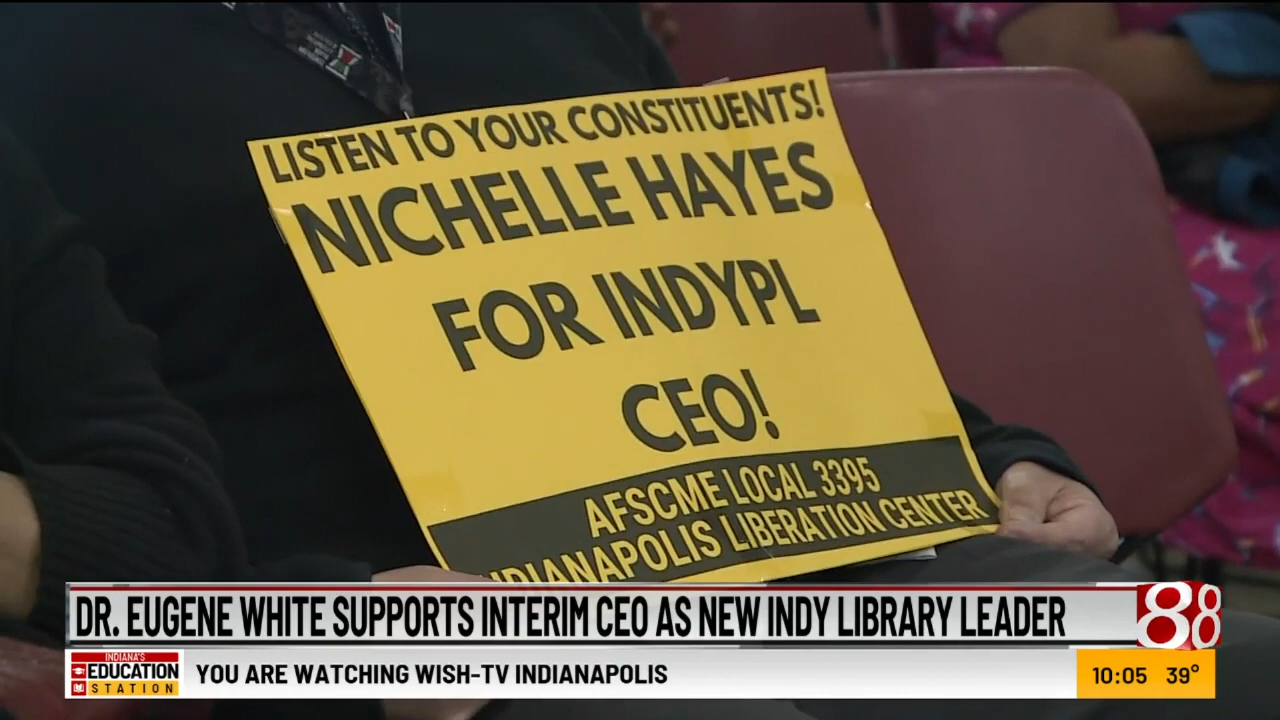 LISTEN TO YOUR CONSTITUENTS!
NICHELLE HAYES
FOR INDYPL
CEO!
AFSCME LOCAL 3395
INDIANAPOLIS LIBERATION CENTER
DR. EUGENE WHITE SUPPORTS INTERIM CEO AS NEW INDY LIBRARY LEADER
8
INDIANA'S
EDUCATION
STATION
YOU ARE WATCHING WISH-TV INDIANAPOLIS
10:05 39°